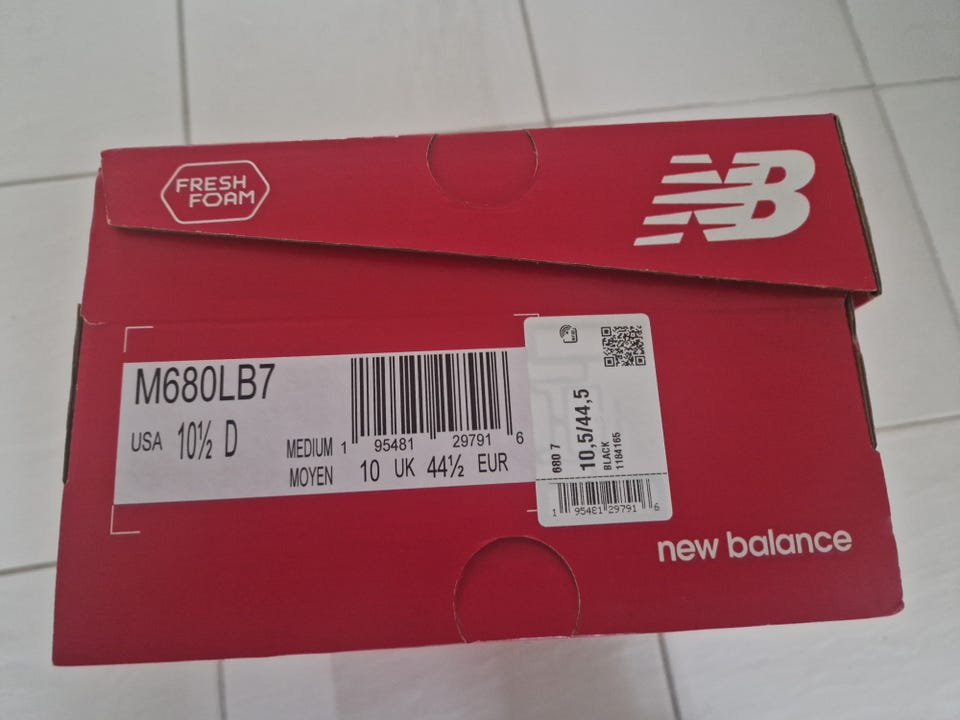 FRESH
FOAM
NB
M680LB7
USA 10½ D
MEDIUM
MOYEN
1 95481 29791 6
10 UK 44½ EUR
680 7
10,5/44,5
BLACK
1184165
1 95481 29791 6
new balance